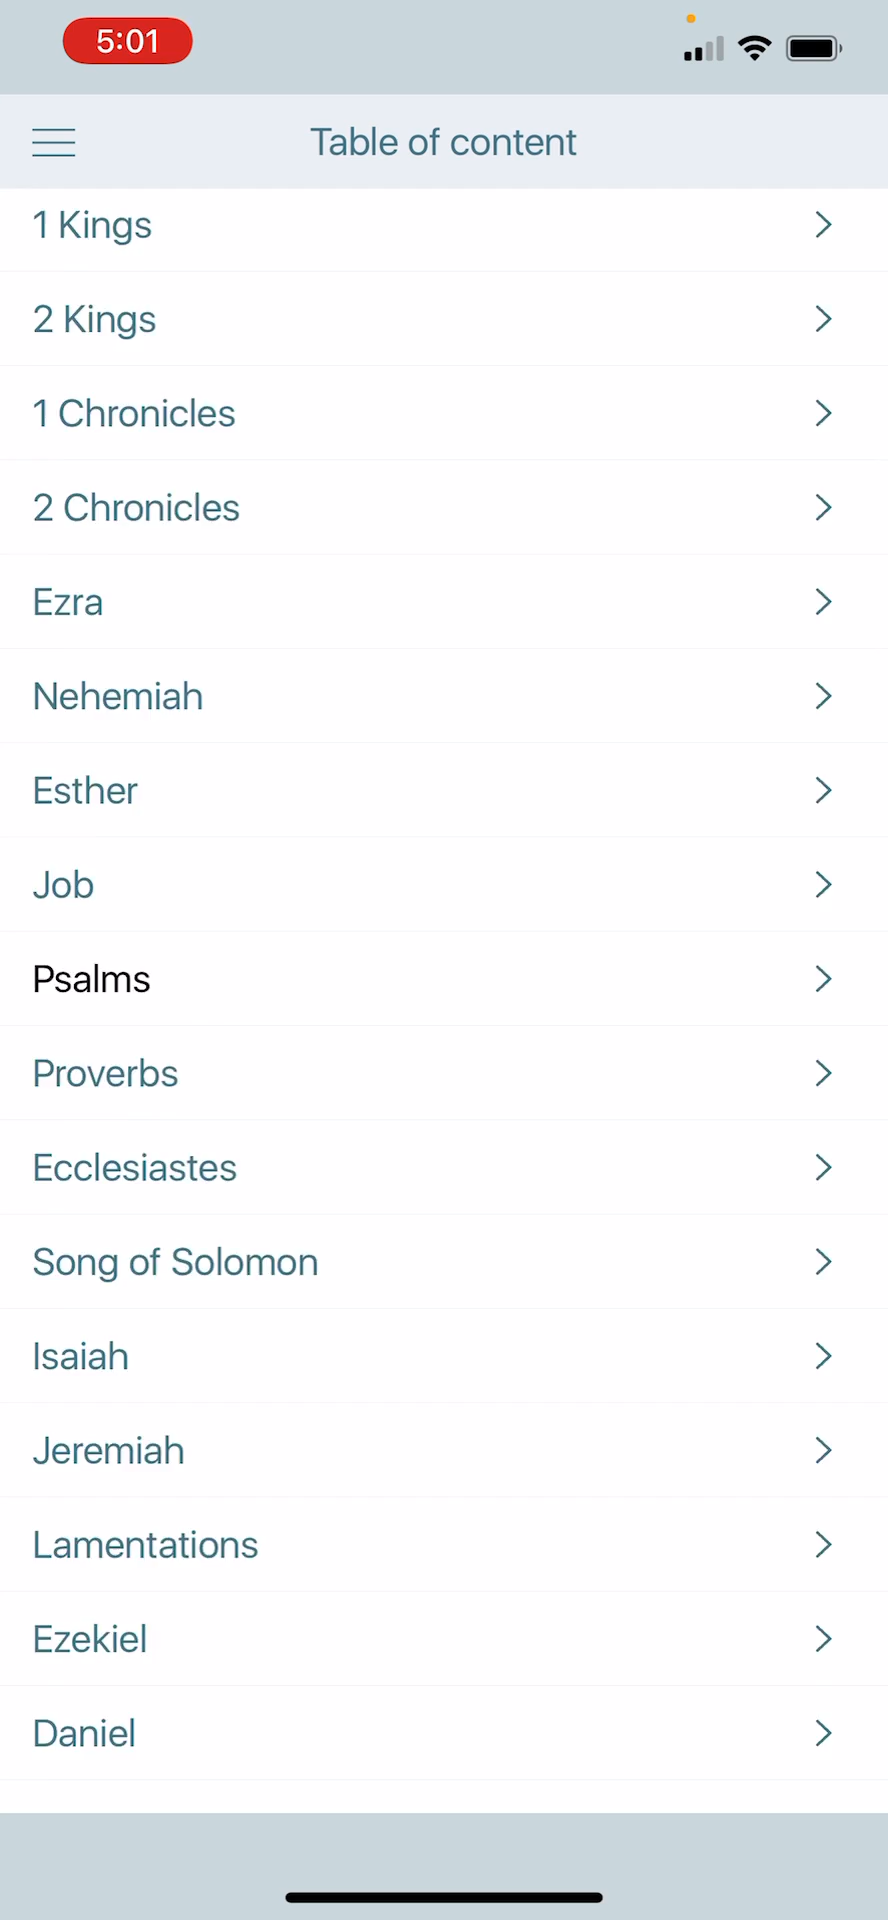 5:01
Table of content
1 Kings
2 Kings
1 Chronicles
2 Chronicles
Ezra
Nehemiah
Esther
Job
Psalms
Proverbs
Ecclesiastes
Song of Solomon
Isaiah
Jeremiah
Lamentations
Ezekiel
Daniel